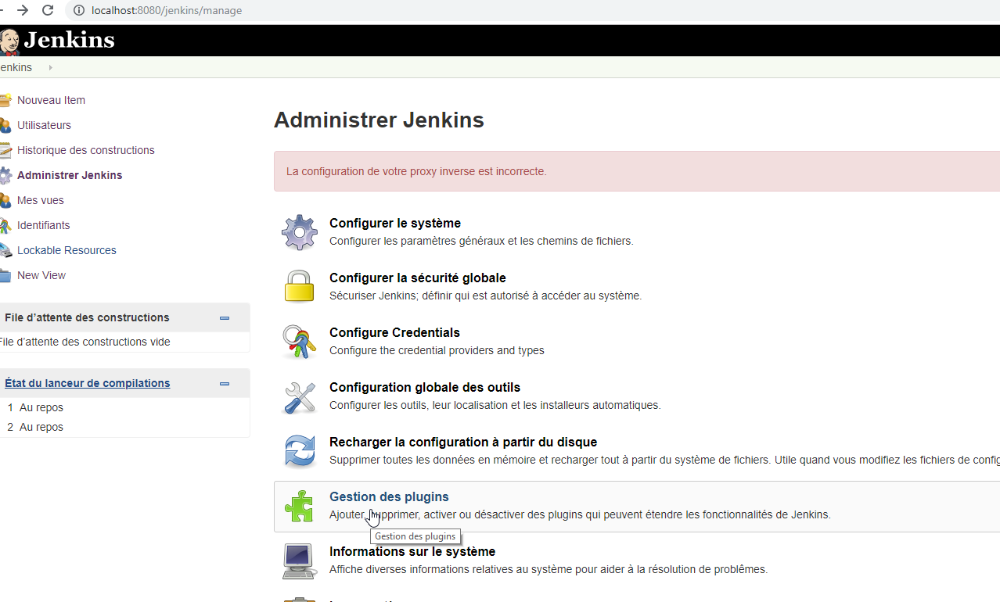 localhost:8080/jenkins/manage
Jenkins
enkins
Nouveau Item
Utilisateurs
Historique des constructions
Administrer Jenkins
Mes vues
Identifiants
Lockable Resources
New View
File d’attente des constructions
File d’attente des constructions vide
État du lanceur de compilations
1 Au repos
2 Au repos
Administrer Jenkins
La configuration de votre proxy inverse est incorrecte.
Configurer le système
Configurer les paramètres généraux et les chemins de fichiers.
Configurer la sécurité globale
Sécuriser Jenkins; définir qui est autorisé à accéder au système.
Configure Credentials
Configure the credential providers and types
Configuration globale des outils
Configurer les outils, leur localisation et les installeurs automatiques.
Recharger la configuration à partir du disque
Supprimer toutes les données en mémoire et recharger tout à partir du système de fichiers. Utile quand vous modifiez les fichiers de config
Gestion des plugins
Ajouter, supprimer, activer ou désactiver des plugins qui peuvent étendre les fonctionnalités de Jenkins.
Gestion des plugins
Informations sur le système
Affiche diverses informations relatives au système pour aider à la résolution de problèmes.